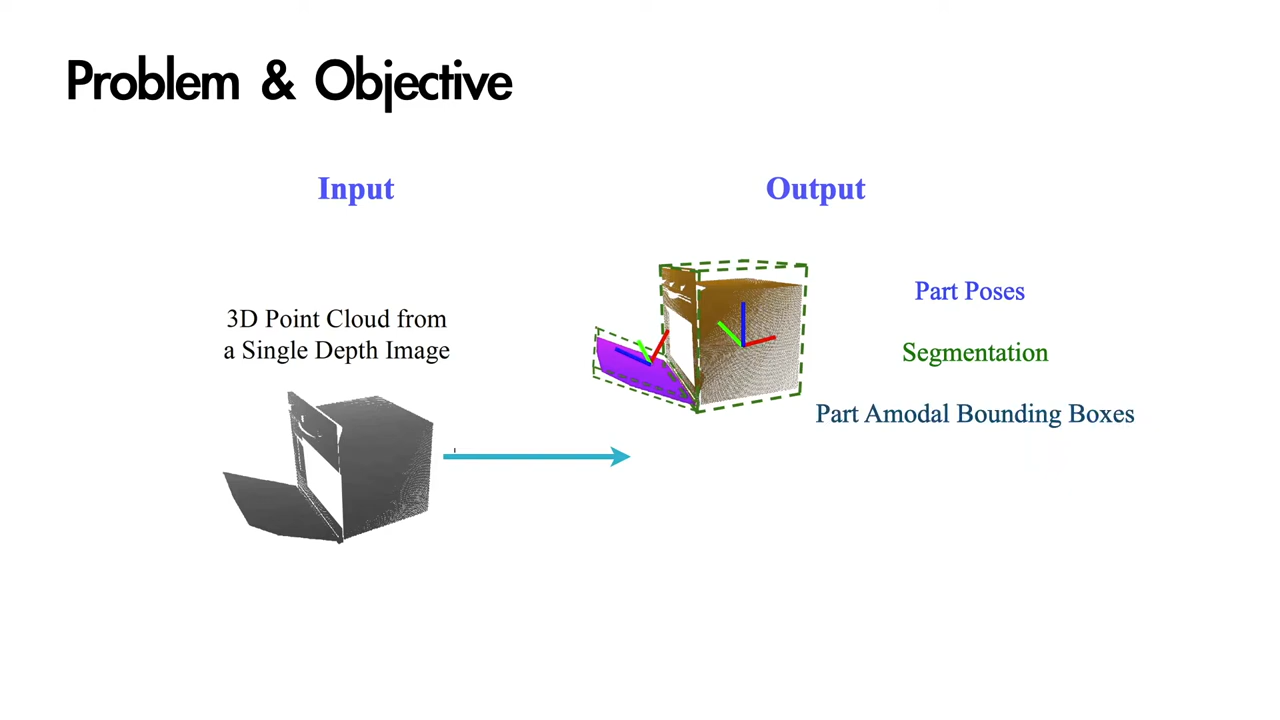 Problem & Objective
Input
Output
3D Point Cloud from
a Single Depth Image
Part Poses
Segmentation
Part Amodal Bounding Boxes